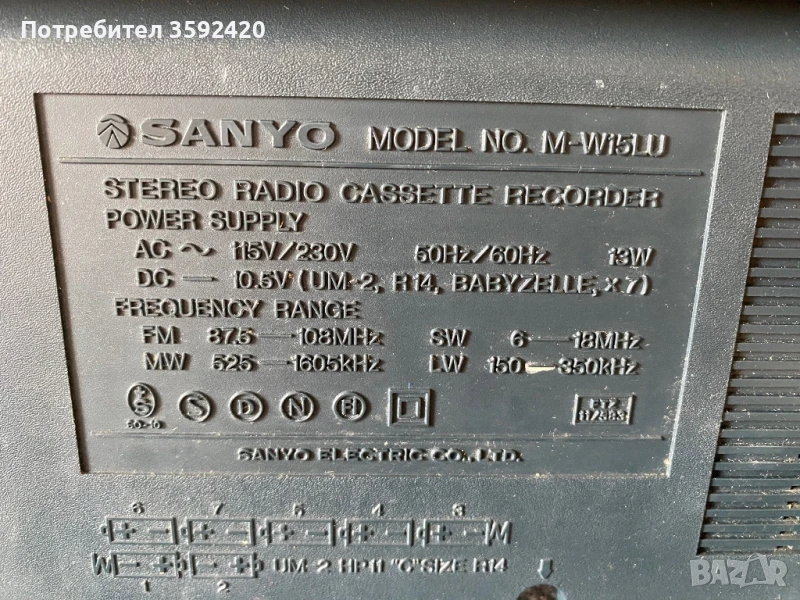 Потребител 3592420
SANYO MODEL NO. M-W15LU
STEREO RADIO CASSETTE RECORDER
POWER SUPPLY
AC ~ 115V/230V 50Hz/60Hz 13W
DC — 10.5V (UM-2, R14, BABYZELLE, x 7)
FREQUENCY RANGE
FM 87.5—108MHz SW 6—18MHz
MW 525—1605kHz LW 150—350kHz
S D N
SANYO ELECTRIC CO., LTD.
6 7 5 4 3
UM-2 HP11 "C" SIZE R14
1 2
BAZAR